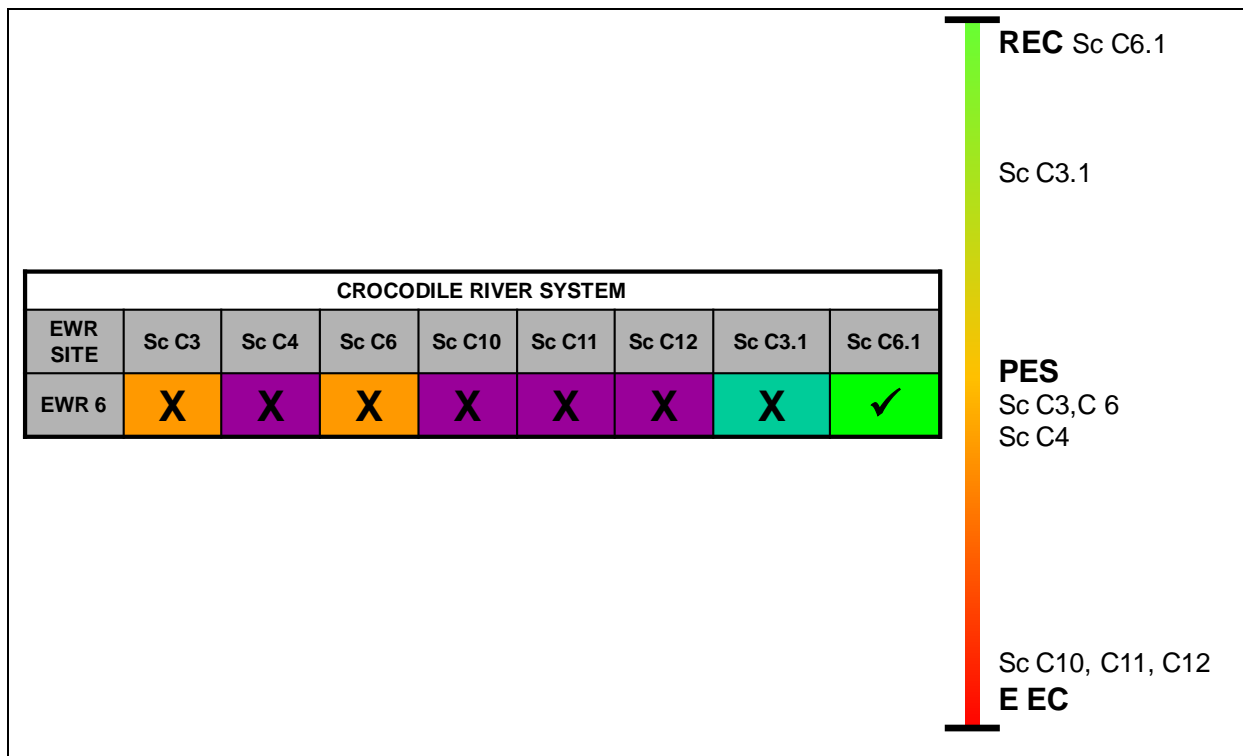 REC Sc C6.1
Sc C3.1
CROCODILE RIVER SYSTEM
EWR SITE Sc C3 Sc C4 Sc C6 Sc C10 Sc C11 Sc C12 Sc C3.1 Sc C6.1
EWR 6 X X X X X X X ✓
PES
Sc C3,C 6
Sc C4
Sc C10, C11, C12
E EC